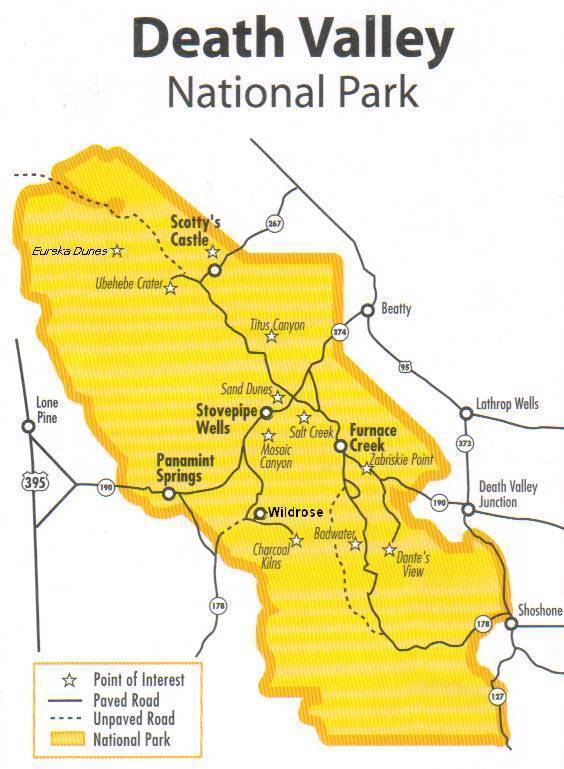 Death Valley
National Park
267
Scotty's
Castle
Eureka Dunes
Ubehebe Crater
Beatty
Titus Canyon
374
95
Sand Dunes
Lone
Pine
Stovepipe
Wells
Lathrop Wells
Salt Creek
Furnace
Creek
373
Mosaic
Canyon
Zabriskie Point
Panamint
Springs
395
190
190
Death Valley
Junction
Wildrose
Badwater
Charcoal
Kilns
Dante's
View
178
Shoshone
178
127
Point of Interest
Paved Road
Unpaved Road
National Park